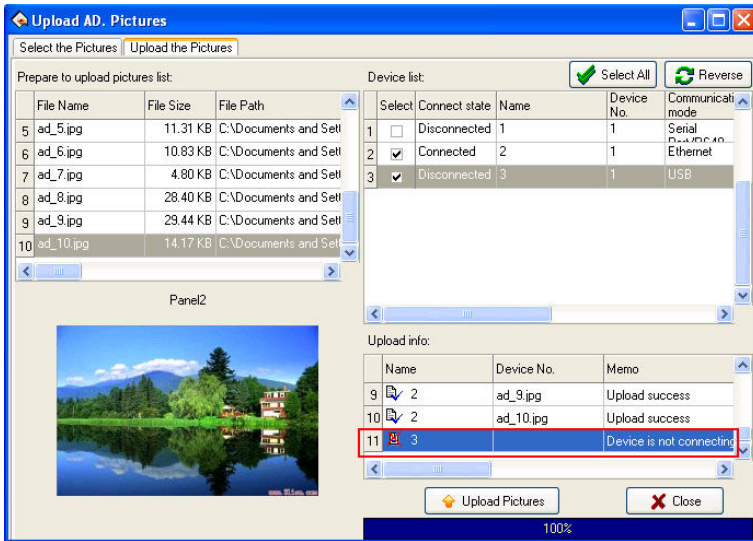 Upload AD. Pictures
Select the Pictures Upload the Pictures
Prepare to upload pictures list:
File Name File Size File Path
5 ad_5.jpg 11.31 KB C:\Documents and Sett
6 ad_6.jpg 10.83 KB C:\Documents and Sett
7 ad_7.jpg 4.80 KB C:\Documents and Sett
8 ad_8.jpg 28.40 KB C:\Documents and Sett
9 ad_9.jpg 29.44 KB C:\Documents and Sett
10 ad_10.jpg 14.17 KB C:\Documents and Sett
Panel2
Device list:
Select All
Reverse
Select Connect state Name Device No. Communicati mode
1 Disconnected 1 1 Serial
2 Connected 2 1 Ethernet
3 Disconnected 3 1 USB
Upload info:
Name Device No. Memo
9 2 ad_9.jpg Upload success
10 2 ad_10.jpg Upload success
11 3 Device is not connecting
Upload Pictures
Close
100%